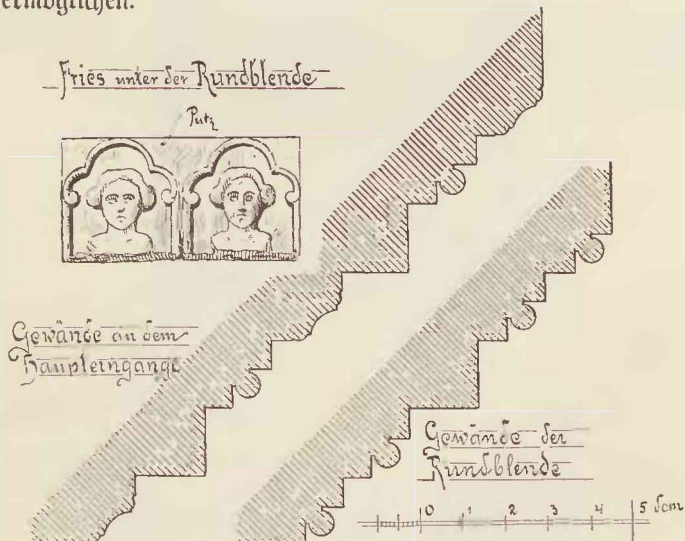 ermöglichen.
Fries unter der Rundblende
Putz
Gewände an dem
Haupteingange
Gewände der
Rundblende
0 1 2 3 4 5 dcm